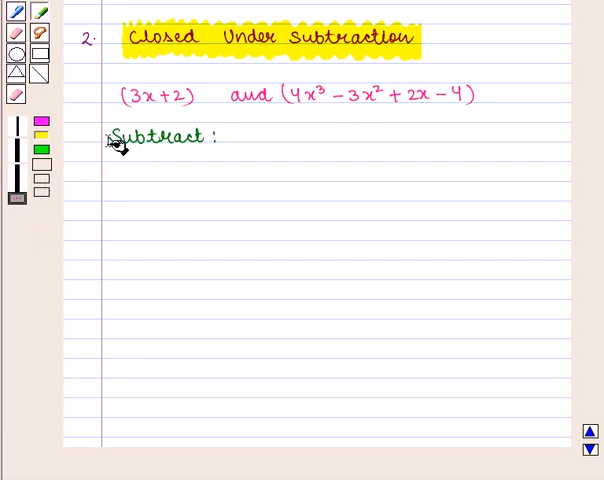 2. Closed Under Subtraction
(3x+2) and (4x³ - 3x² + 2x - 4)
Subtract :